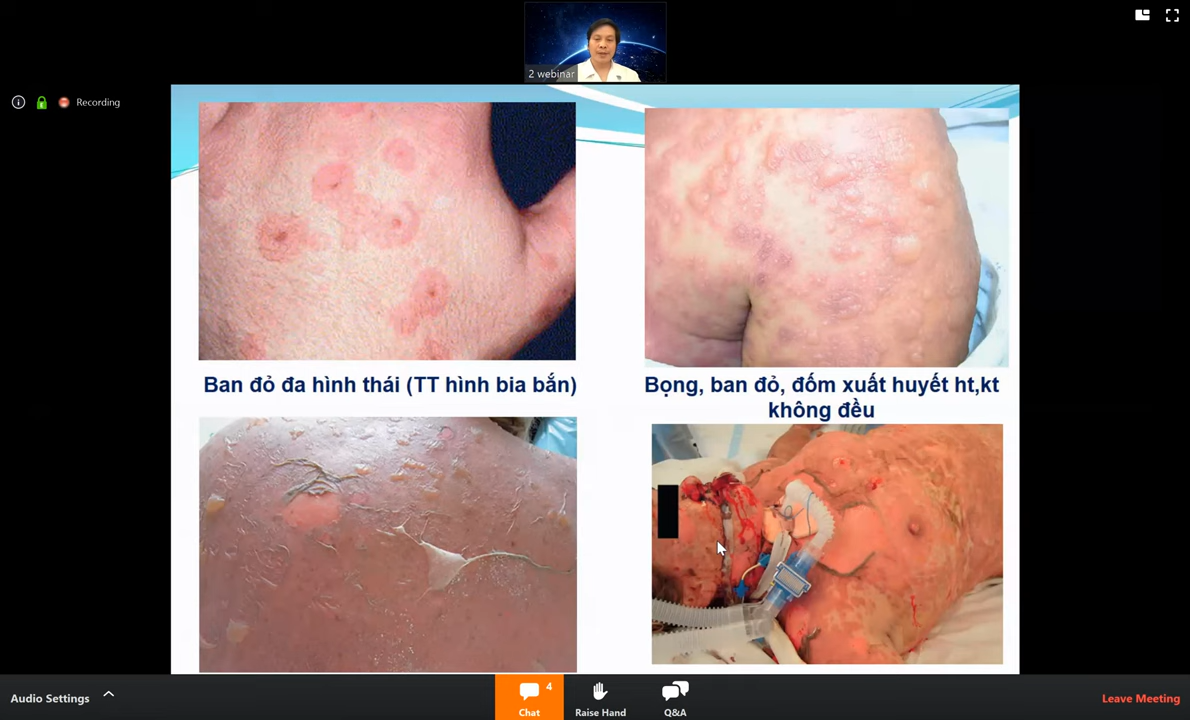 2 webinar
Recording
Ban đỏ đa hình thái (TT hình bia bắn)
Bọng, ban đỏ, đốm xuất huyết ht,kt
không đều
Audio Settings
4
Chat
Raise Hand
Q&A
Leave Meeting